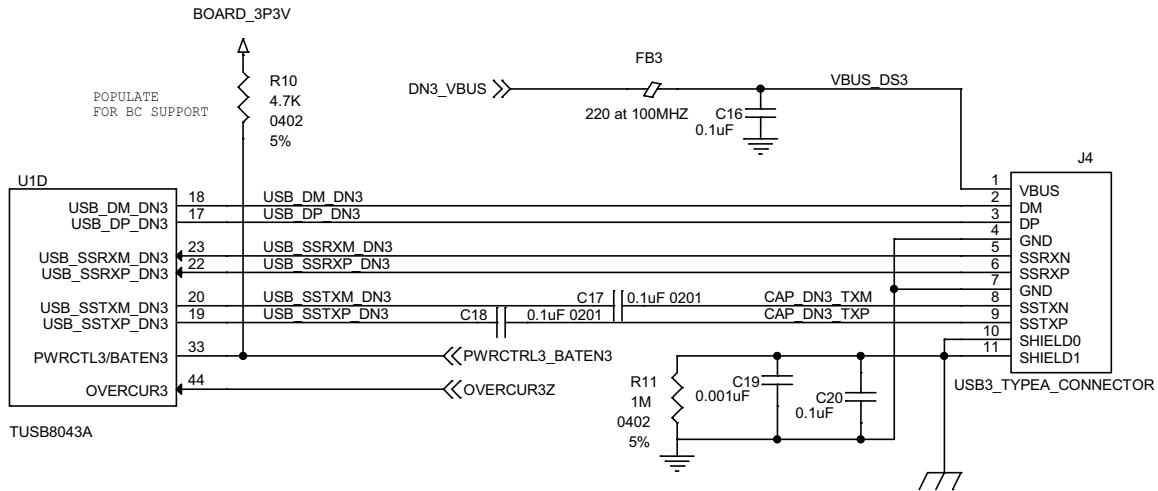 BOARD_3P3V
R10
4.7K
0402
5%
POPULATE
FOR BC SUPPORT
DN3_VBUS
FB3
220 at 100MHZ
VBUS_DS3
C16
0.1uF
J4
U1D
USB_DM_DN3 18 USB_DM_DN3 1 VBUS
USB_DP_DN3 17 USB_DP_DN3 2 DM
3 DP
4 GND
USB_SSRXM_DN3 23 USB_SSRXM_DN3 5 SSRXN
USB_SSRXP_DN3 22 USB_SSRXP_DN3 6 SSRXP
7 GND
USB_SSTXM_DN3 20 USB_SSTXM_DN3 C17 0.1uF 0201 CAP_DN3_TXM 8 SSTXN
USB_SSTXP_DN3 19 USB_SSTXP_DN3 C18 0.1uF 0201 CAP_DN3_TXP 9 SSTXP
10 SHIELD0
PWRCTL3/BATEN3 33 PWRCTRL3_BATEN3 11 SHIELD1
OVERCUR3 44 OVERCUR3Z
USB3_TYPEA_CONNECTOR
R11
1M
0402
5%
C19
0.001uF
C20
0.1uF
TUSB8043A